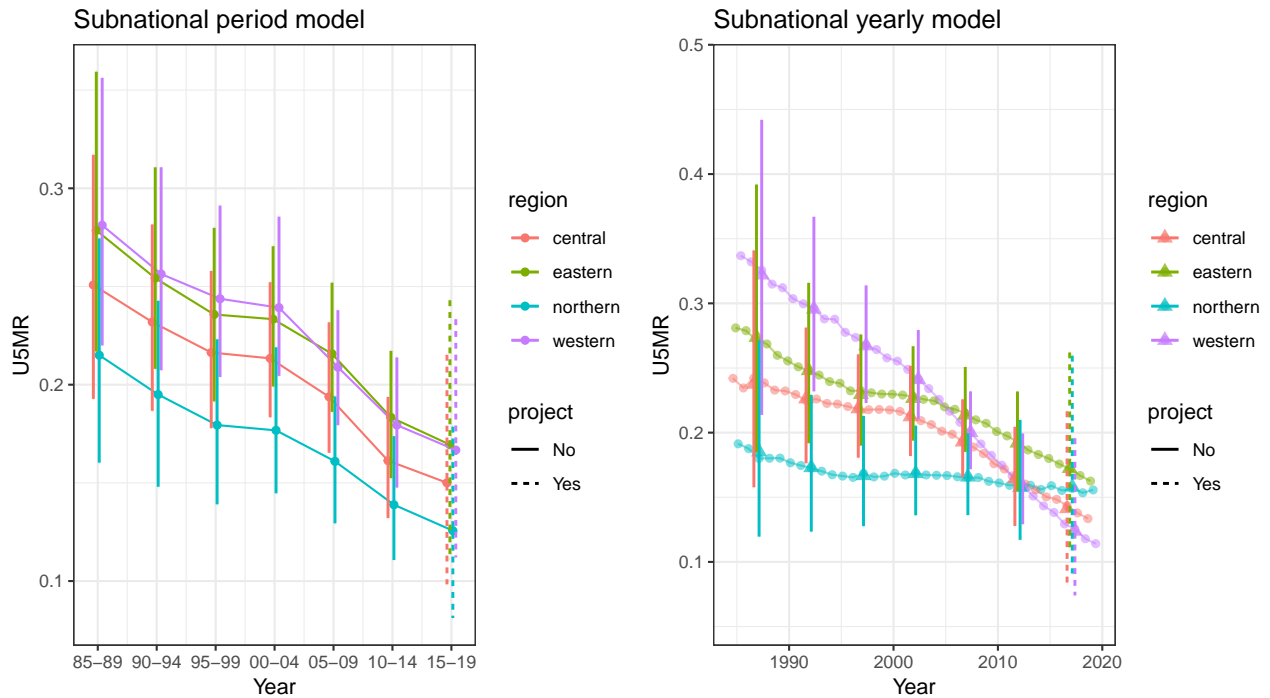 Subnational period model
U5MR
0.3
0.2
0.1
85–89 90–94 95–99 00–04 05–09 10–14 15–19
Year
region
central
eastern
northern
western
project
No
Yes
Subnational yearly model
U5MR
0.5
0.4
0.3
0.2
0.1
1990 2000 2010 2020
Year
region
central
eastern
northern
western
project
No
Yes